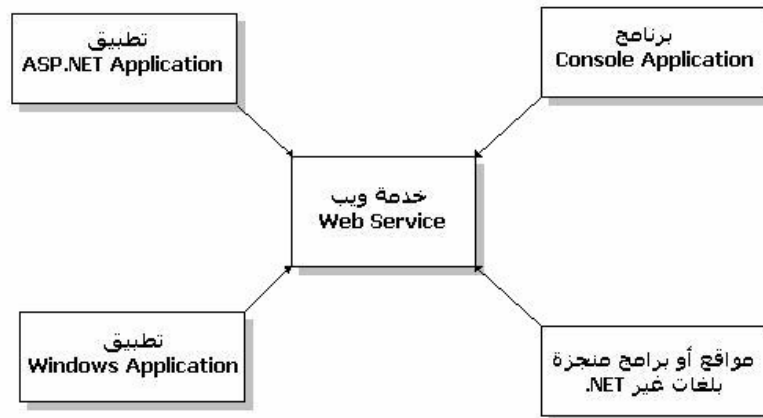 تطبيق
ASP.NET Application
برنامج
Console Application
خدمة ويب
Web Service
تطبيق
Windows Application
مواقع أو برامج منجزة
بلغات غير NET.